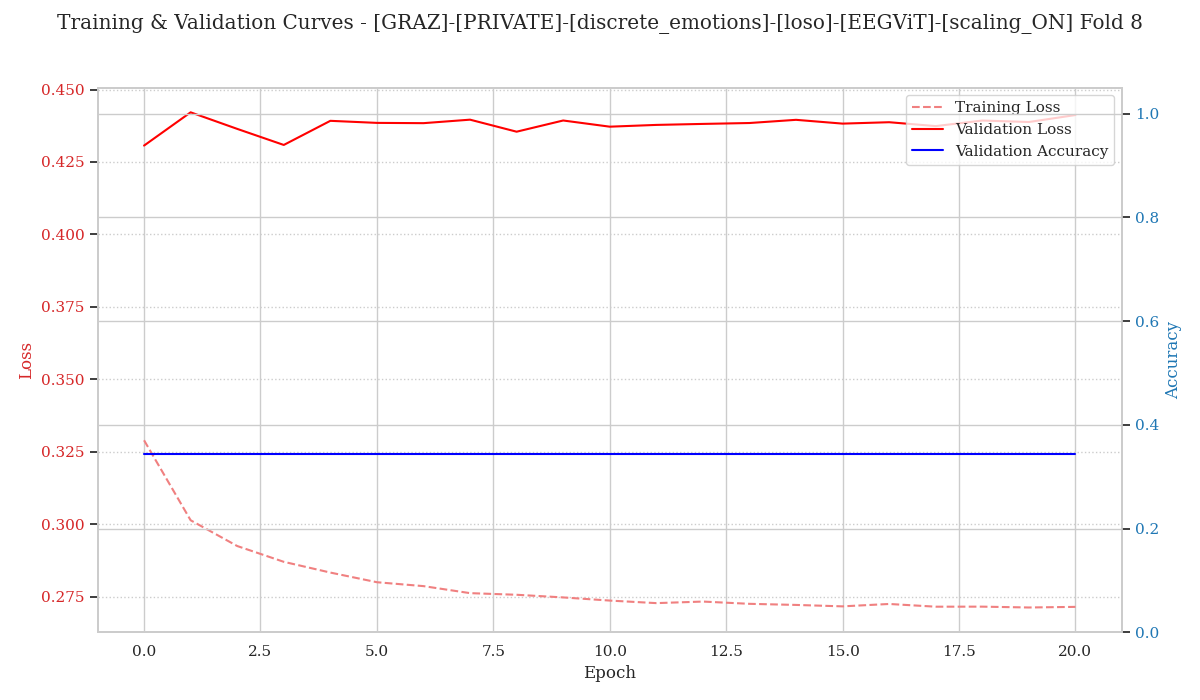 Training & Validation Curves - [GRAZ]-[PRIVATE]-[discrete_emotions]-[loso]-[EEGViT]-[scaling_ON] Fold 8
0.450
0.425
0.400
0.375
0.350
0.325
0.300
0.275
Loss
Training Loss
Validation Loss
Validation Accuracy
1.0
0.8
0.6
0.4
0.2
0.0
Accuracy
0.0 2.5 5.0 7.5 10.0 12.5 15.0 17.5 20.0
Epoch